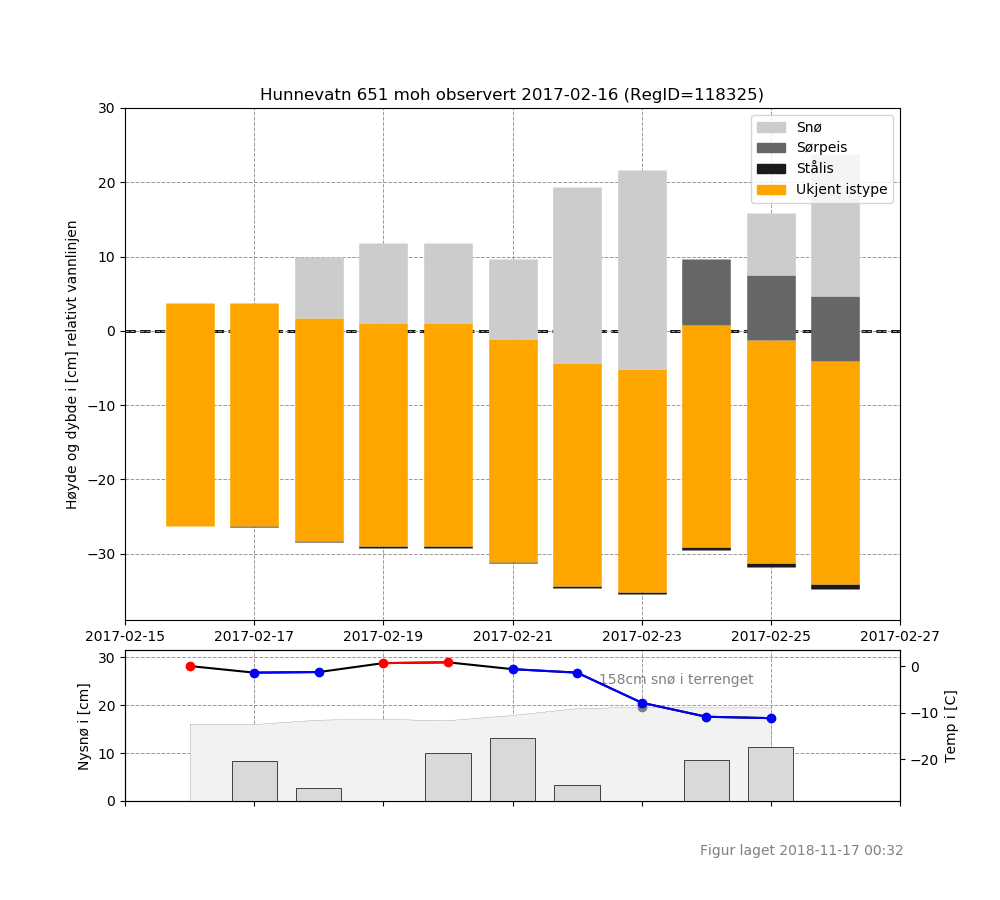 Hunnevatn 651 moh observert 2017-02-16 (RegID=118325)
Høyde og dybde i [cm] relativt vannlinjen
30
20
10
0
−10
−20
−30
Snø
Sørpeis
Stålis
Ukjent istype
2017-02-15 2017-02-17 2017-02-19 2017-02-21 2017-02-23 2017-02-25 2017-02-27
Nysnø i [cm]
30
20
10
0
158cm snø i terrenget
0
−10
−20
Temp i [C]
Figur laget 2018-11-17 00:32